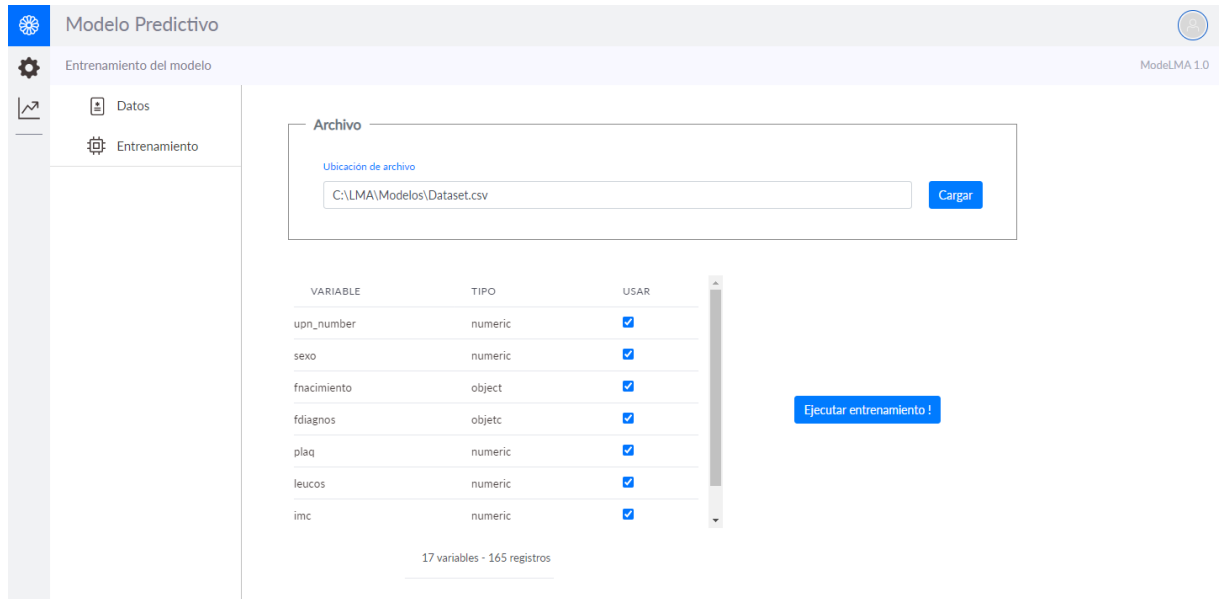 Modelo Predictivo
Entrenamiento del modelo
ModeLMA 1.0
Datos
Entrenamiento
Archivo
Ubicación de archivo
C:\LMA\Modelos\Dataset.csv
Cargar
VARIABLE TIPO USAR
upn_number numeric
sexo numeric
fnacimiento object
fdiagnos objetc
plaq numeric
leucos numeric
imc numeric
Ejecutar entrenamiento !
17 variables - 165 registros